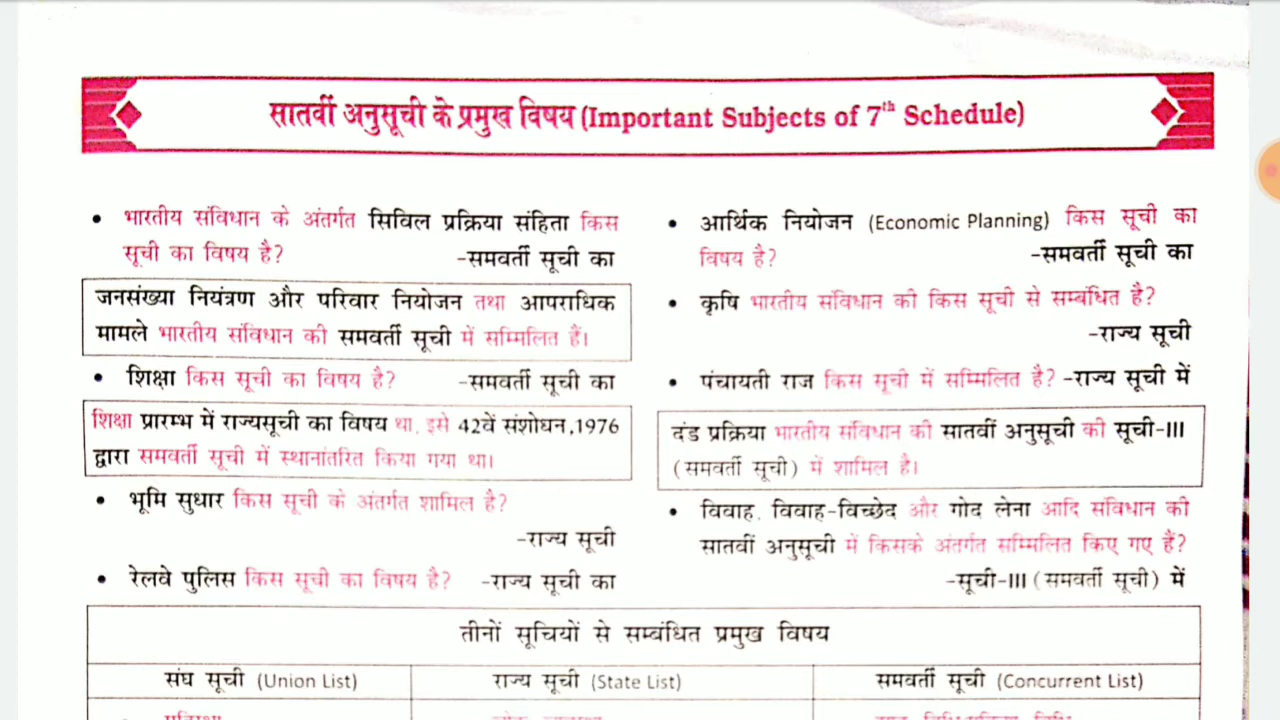 सातवीं अनुसूची के प्रमुख विषय (Important Subjects of 7th Schedule)
• भारतीय संविधान के अंतर्गत सिविल प्रक्रिया संहिता किस
सूची का विषय है? -समवर्ती सूची का
जनसंख्या नियंत्रण और परिवार नियोजन तथा आपराधिक
मामले भारतीय संविधान की समवर्ती सूची में सम्मिलित हैं।
• शिक्षा किस सूची का विषय है? -समवर्ती सूची का
शिक्षा प्रारम्भ में राज्यसूची का विषय था, इसे 42वें संशोधन,1976
द्वारा समवर्ती सूची में स्थानांतरित किया गया था।
• भूमि सुधार किस सूची के अंतर्गत शामिल है?
-राज्य सूची
• रेलवे पुलिस किस सूची का विषय है? -राज्य सूची का
• आर्थिक नियोजन (Economic Planning) किस सूची का
विषय है? -समवर्ती सूची का
• कृषि भारतीय संविधान की किस सूची से सम्बंधित है?
-राज्य सूची
• पंचायती राज किस सूची में सम्मिलित है? -राज्य सूची में
दंड प्रक्रिया भारतीय संविधान की सातवीं अनुसूची की सूची-III
(समवर्ती सूची) में शामिल है।
• विवाह, विवाह-विच्छेद और गोद लेना आदि संविधान की
सातवीं अनुसूची में किसके अंतर्गत सम्मिलित किए गए हैं?
-सूची-III (समवर्ती सूची) में
तीनों सूचियों से सम्बंधित प्रमुख विषय
संघ सूची (Union List) राज्य सूची (State List) समवर्ती सूची (Concurrent List)